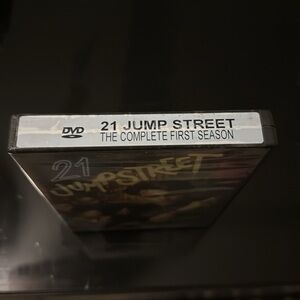 DVD
21 JUMP STREET
THE COMPLETE FIRST SEASON
21
JUMP STREET